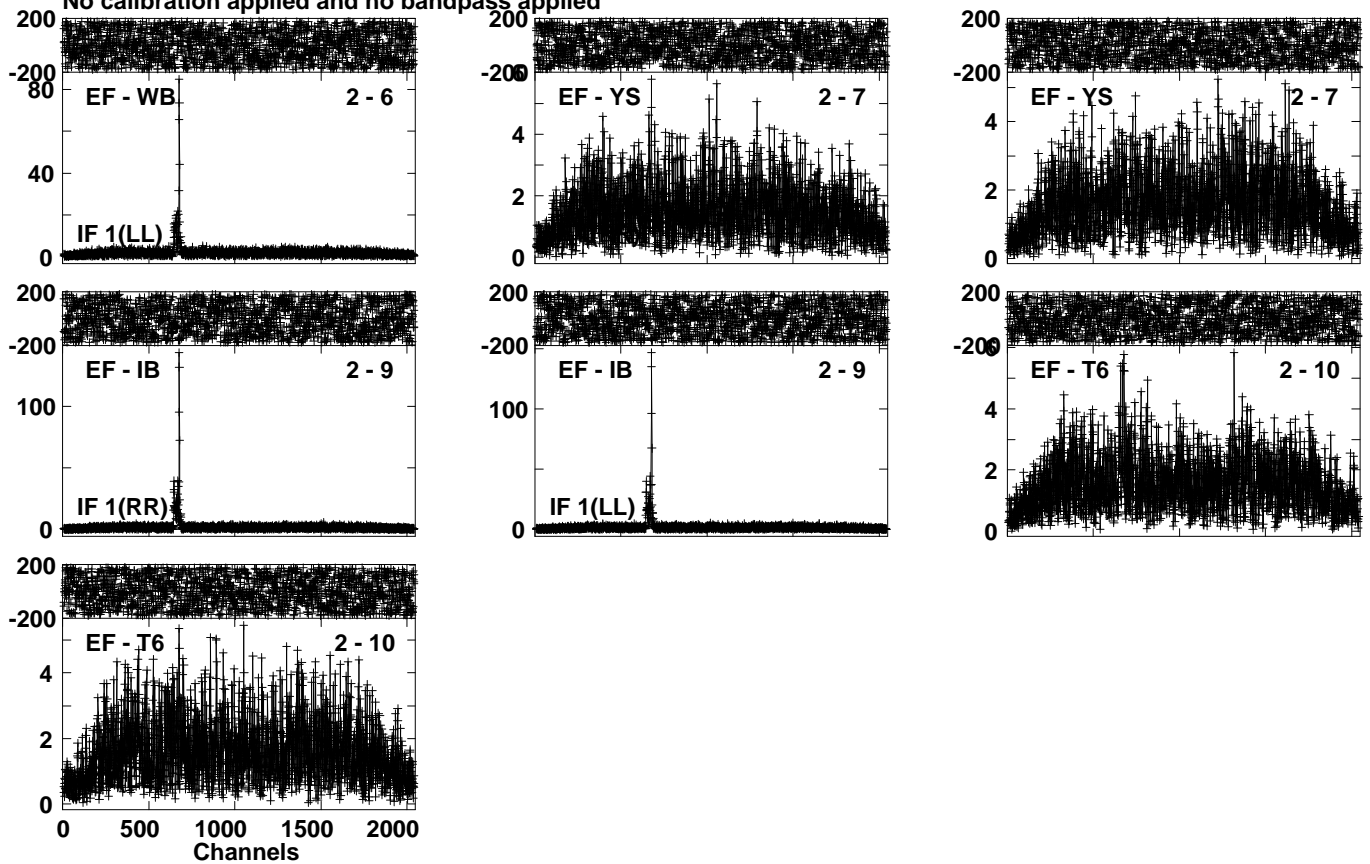 No calibration applied and no bandpass applied
200
-200
80
40
0
EF - WB 2 - 6
IF 1(LL)
200
-200
6
4
2
0
EF - YS 2 - 7
200
-200
4
2
0
EF - YS 2 - 7
200
-200
100
0
EF - IB 2 - 9
IF 1(RR)
200
-200
100
0
EF - IB 2 - 9
IF 1(LL)
200
-200
6
4
2
0
EF - T6 2 - 10
200
-200
4
2
0
EF - T6 2 - 10
0 500 1000 1500 2000
Channels